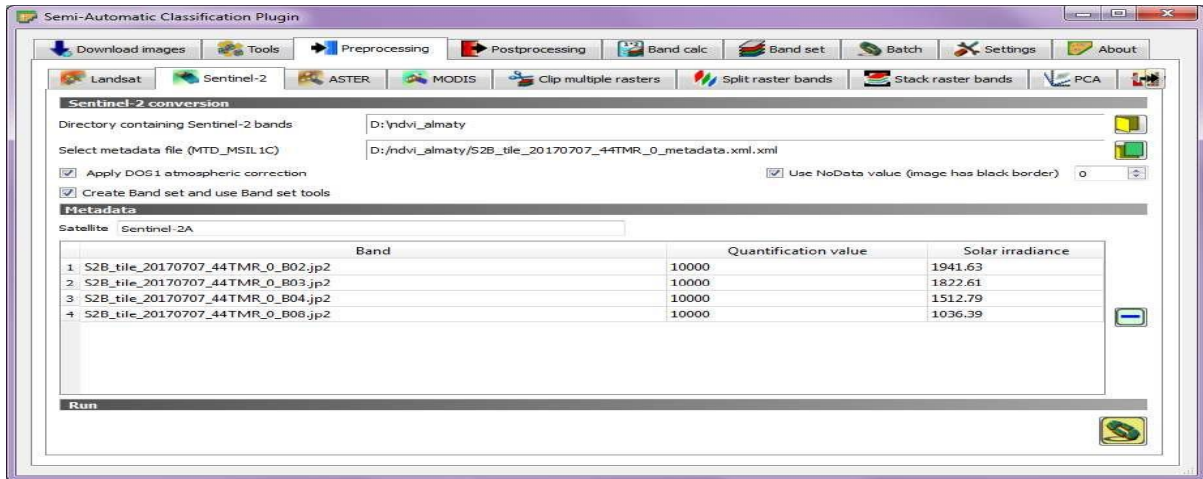 Semi-Automatic Classification Plugin
Download images Tools Preprocessing Postprocessing Band calc Band set Batch Settings About
Landsat Sentinel-2 ASTER MODIS Clip multiple rasters Split raster bands Stack raster bands PCA
Sentinel-2 conversion
Directory containing Sentinel-2 bands D:\ndvi_almaty
Select metadata file (MTD_MSIL1C) D:/ndvi_almaty/S2B_tile_20170707_44TMR_0_metadata.xml.xml
Apply DOS1 atmospheric correction Use NoData value (image has black border) 0
Create Band set and use Band set tools
Metadata
Satellite Sentinel-2A
Band Quantification value Solar irradiance
1 S2B_tile_20170707_44TMR_0_B02.jp2 10000 1941.63
2 S2B_tile_20170707_44TMR_0_B03.jp2 10000 1822.61
3 S2B_tile_20170707_44TMR_0_B04.jp2 10000 1512.79
4 S2B_tile_20170707_44TMR_0_B08.jp2 10000 1036.39
Run